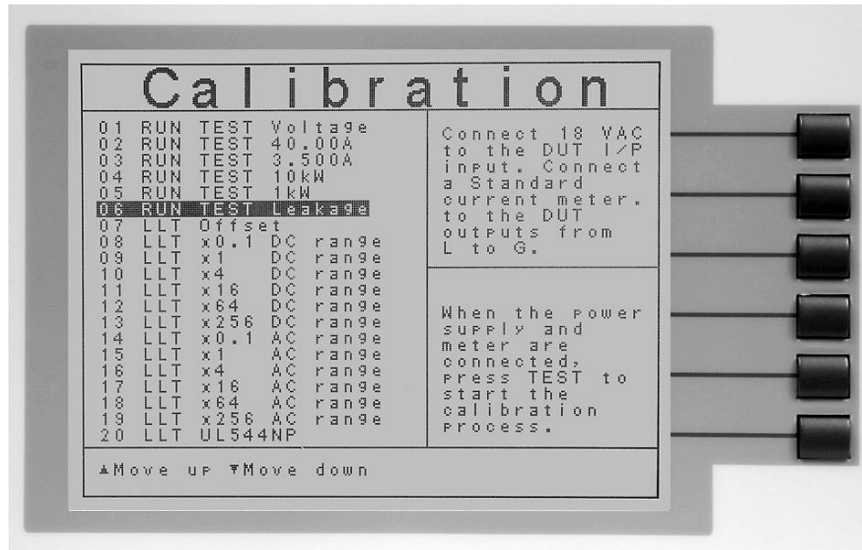 Calibration
01 RUN TEST Voltage
02 RUN TEST 40.00A
03 RUN TEST 3.500A
04 RUN TEST 10kW
05 RUN TEST 1kW
06 RUN TEST Leakage
07 LLT Offset
08 LLT x0.1 DC range
09 LLT x1 DC range
10 LLT x4 DC range
11 LLT x16 DC range
12 LLT x64 DC range
13 LLT x256 DC range
14 LLT x0.1 AC range
15 LLT x1 AC range
16 LLT x4 AC range
17 LLT x16 AC range
18 LLT x64 AC range
19 LLT x256 AC range
20 LLT UL544NP
Connect 18 VAC
to the DUT I/P
input. Connect
a Standard
current meter.
to the DUT
outputs from
L to G.
When the power
supply and
meter are
connected,
press TEST to
start the
calibration
process.
▲Move up ▼Move down